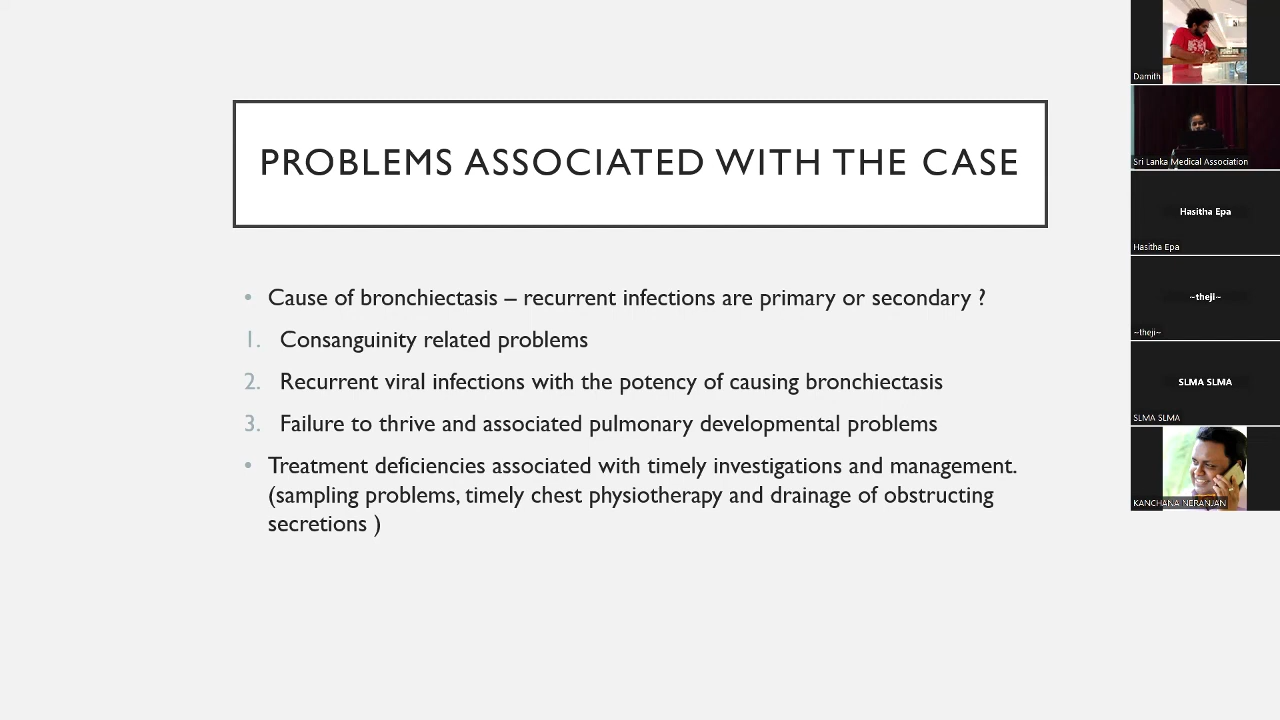 PROBLEMS ASSOCIATED WITH THE CASE
• Cause of bronchiectasis – recurrent infections are primary or secondary ?
1. Consanguinity related problems
2. Recurrent viral infections with the potency of causing bronchiectasis
3. Failure to thrive and associated pulmonary developmental problems
• Treatment deficiencies associated with timely investigations and management.
(sampling problems, timely chest physiotherapy and drainage of obstructing
secretions )
Damith
Sri Lanka Medical Association
Hasitha Epa
Hasitha Epa
~theji~
~theji~
SLMA SLMA
SLMA SLMA
KANCHANA NERANJAN